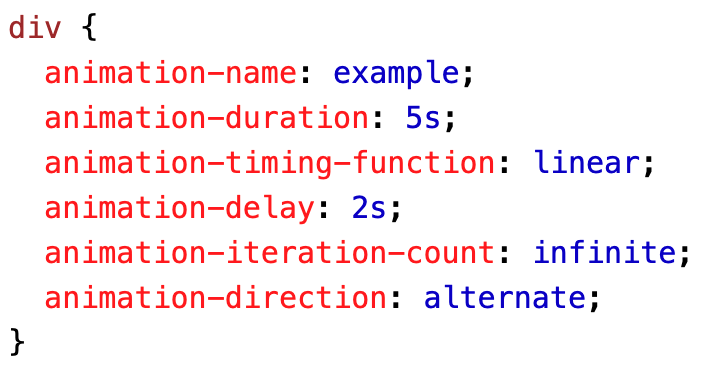 div {
  animation-name: example;
  animation-duration: 5s;
  animation-timing-function: linear;
  animation-delay: 2s;
  animation-iteration-count: infinite;
  animation-direction: alternate;
}